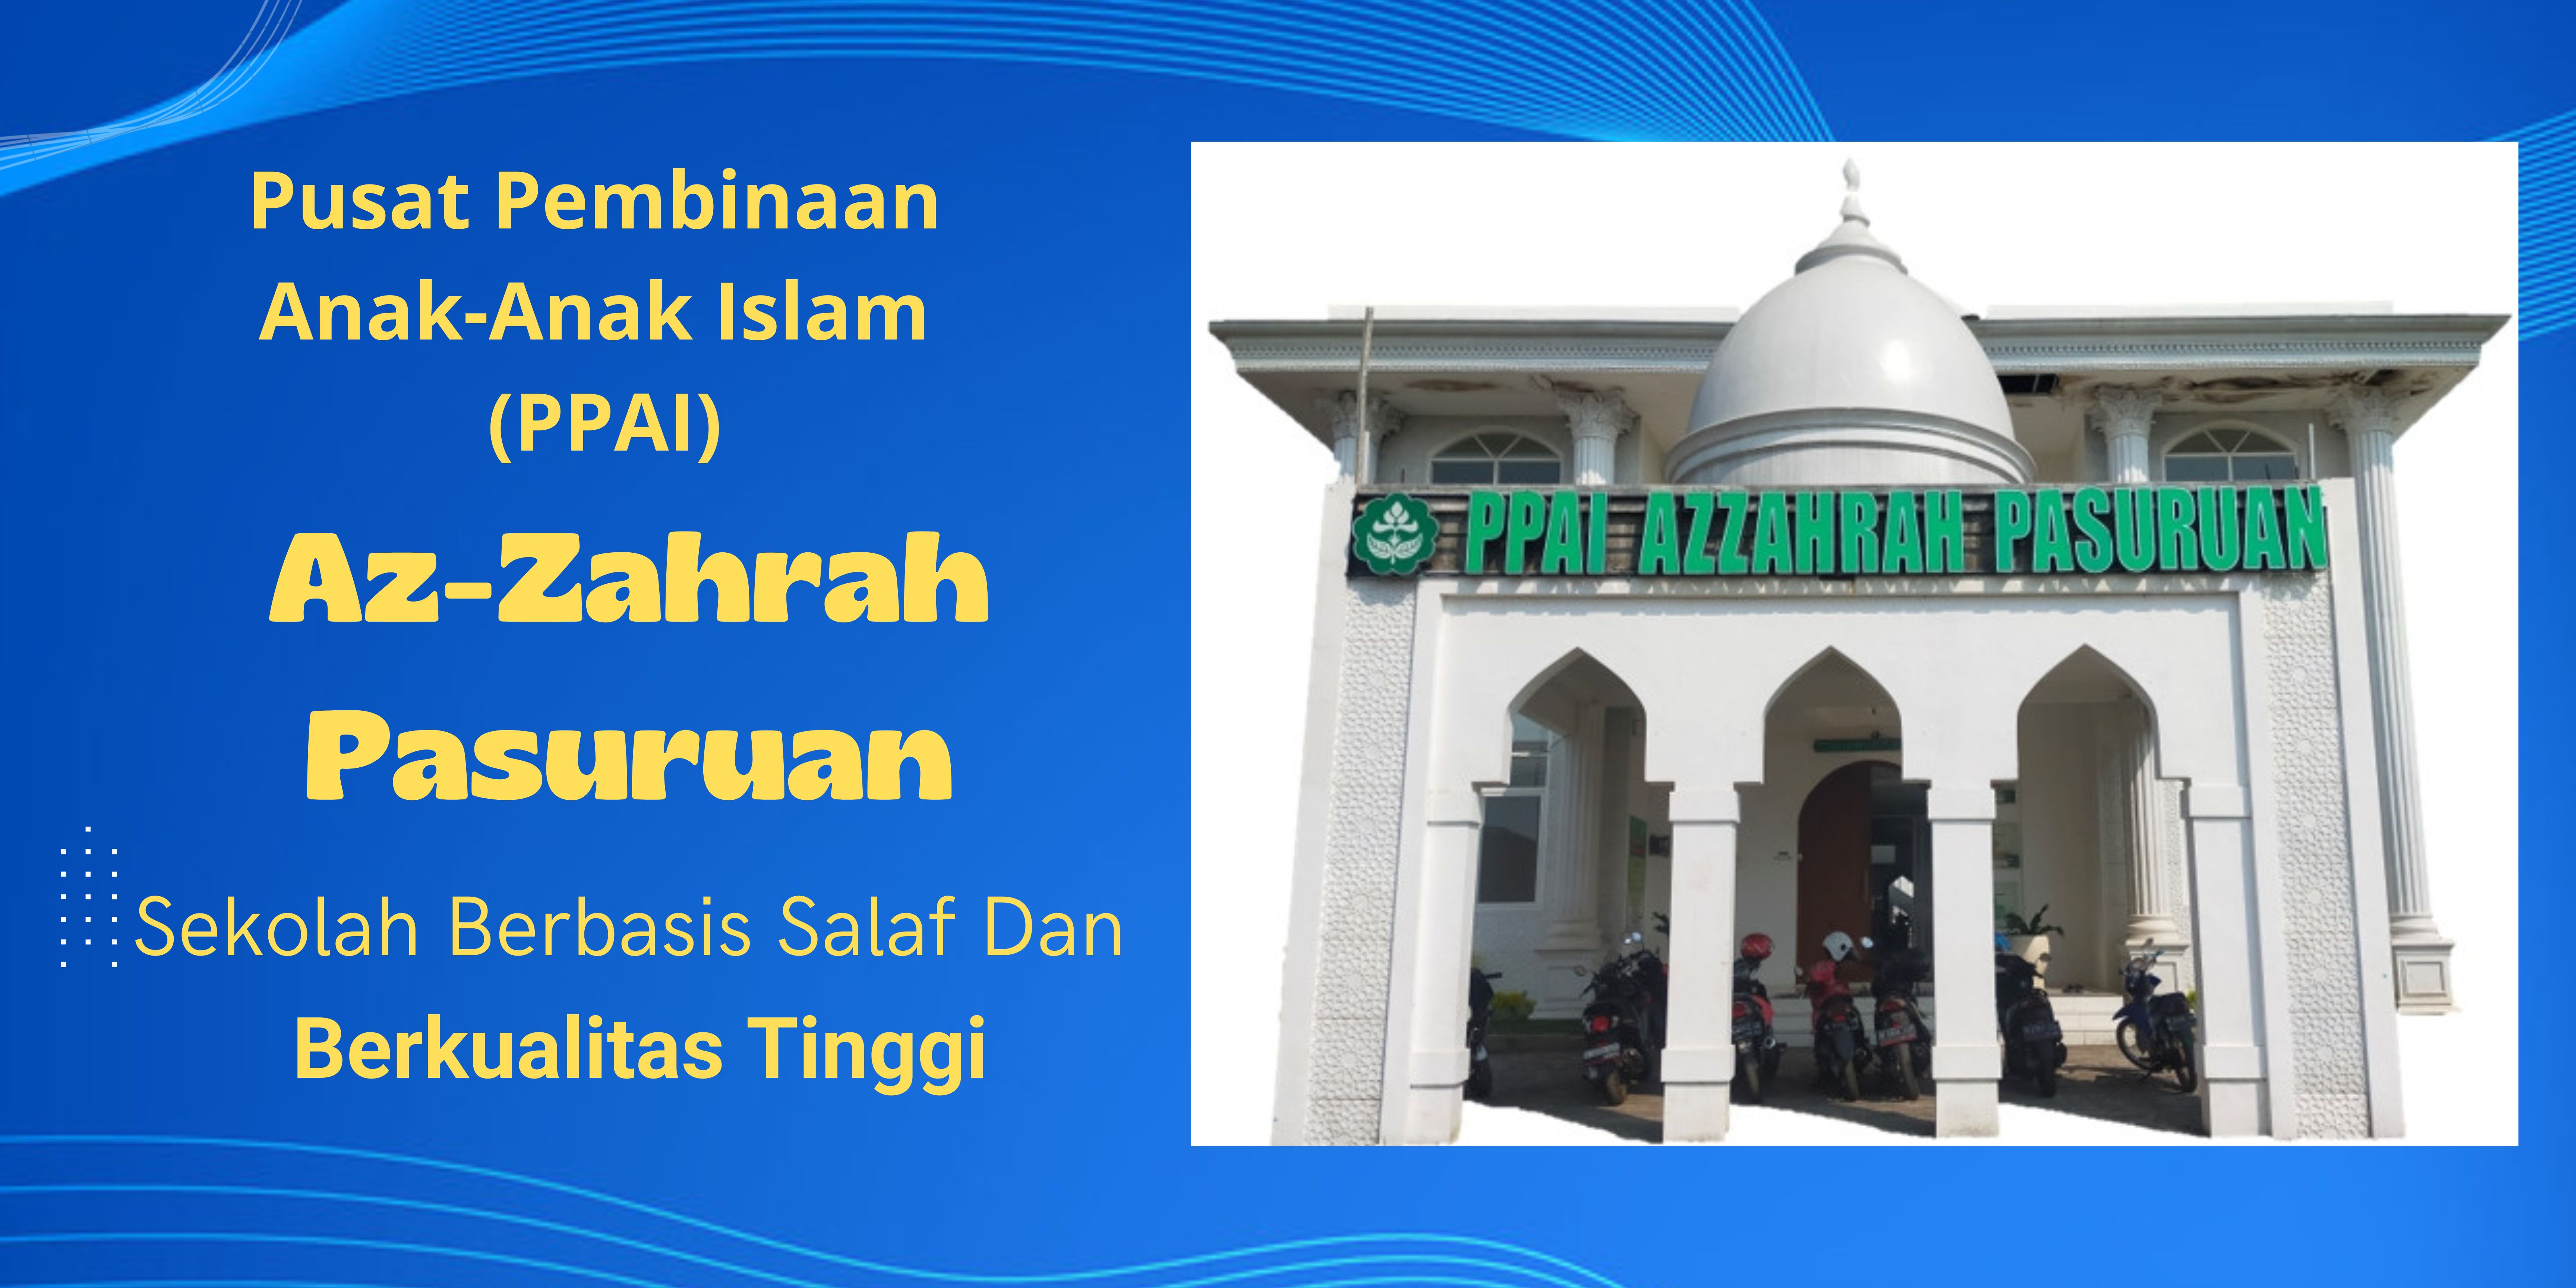 Pusat Pembinaan
Anak-Anak Islam
(PPAI)
Az-Zahrah
Pasuruan
Sekolah Berbasis Salaf Dan
Berkualitas Tinggi
PPAI AZZAHRAH PASURUAN